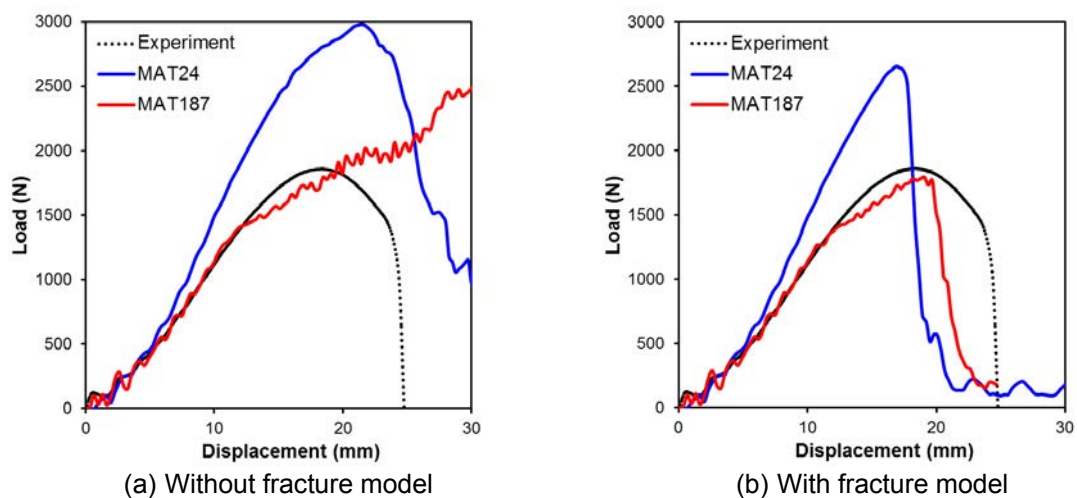 3000
2500
2000
1500
1000
500
0
Load (N)
Experiment
MAT24
MAT187
0 10 20 30
Displacement (mm)
(a) Without fracture model
3000
2500
2000
1500
1000
500
0
Load (N)
Experiment
MAT24
MAT187
0 10 20 30
Displacement (mm)
(b) With fracture model